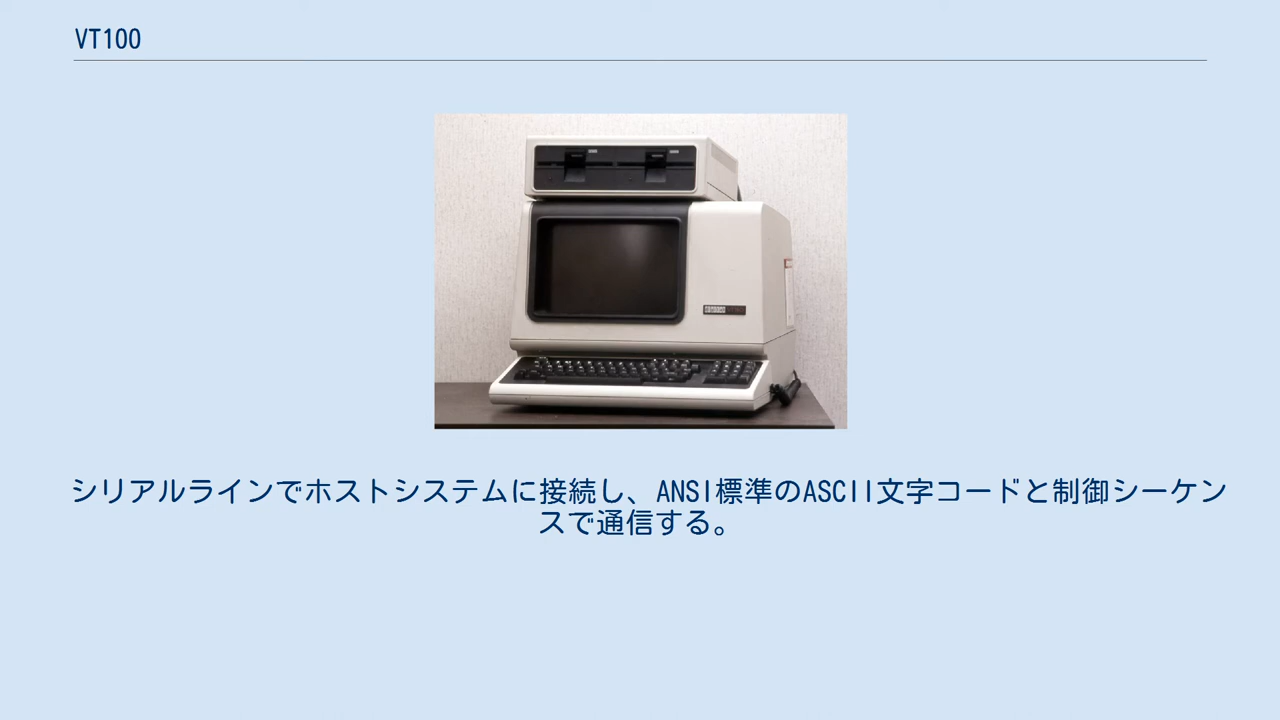 VT100
シリアルラインでホストシステムに接続し、ANSI標準のASCII文字コードと制御シーケン
スで通信する。